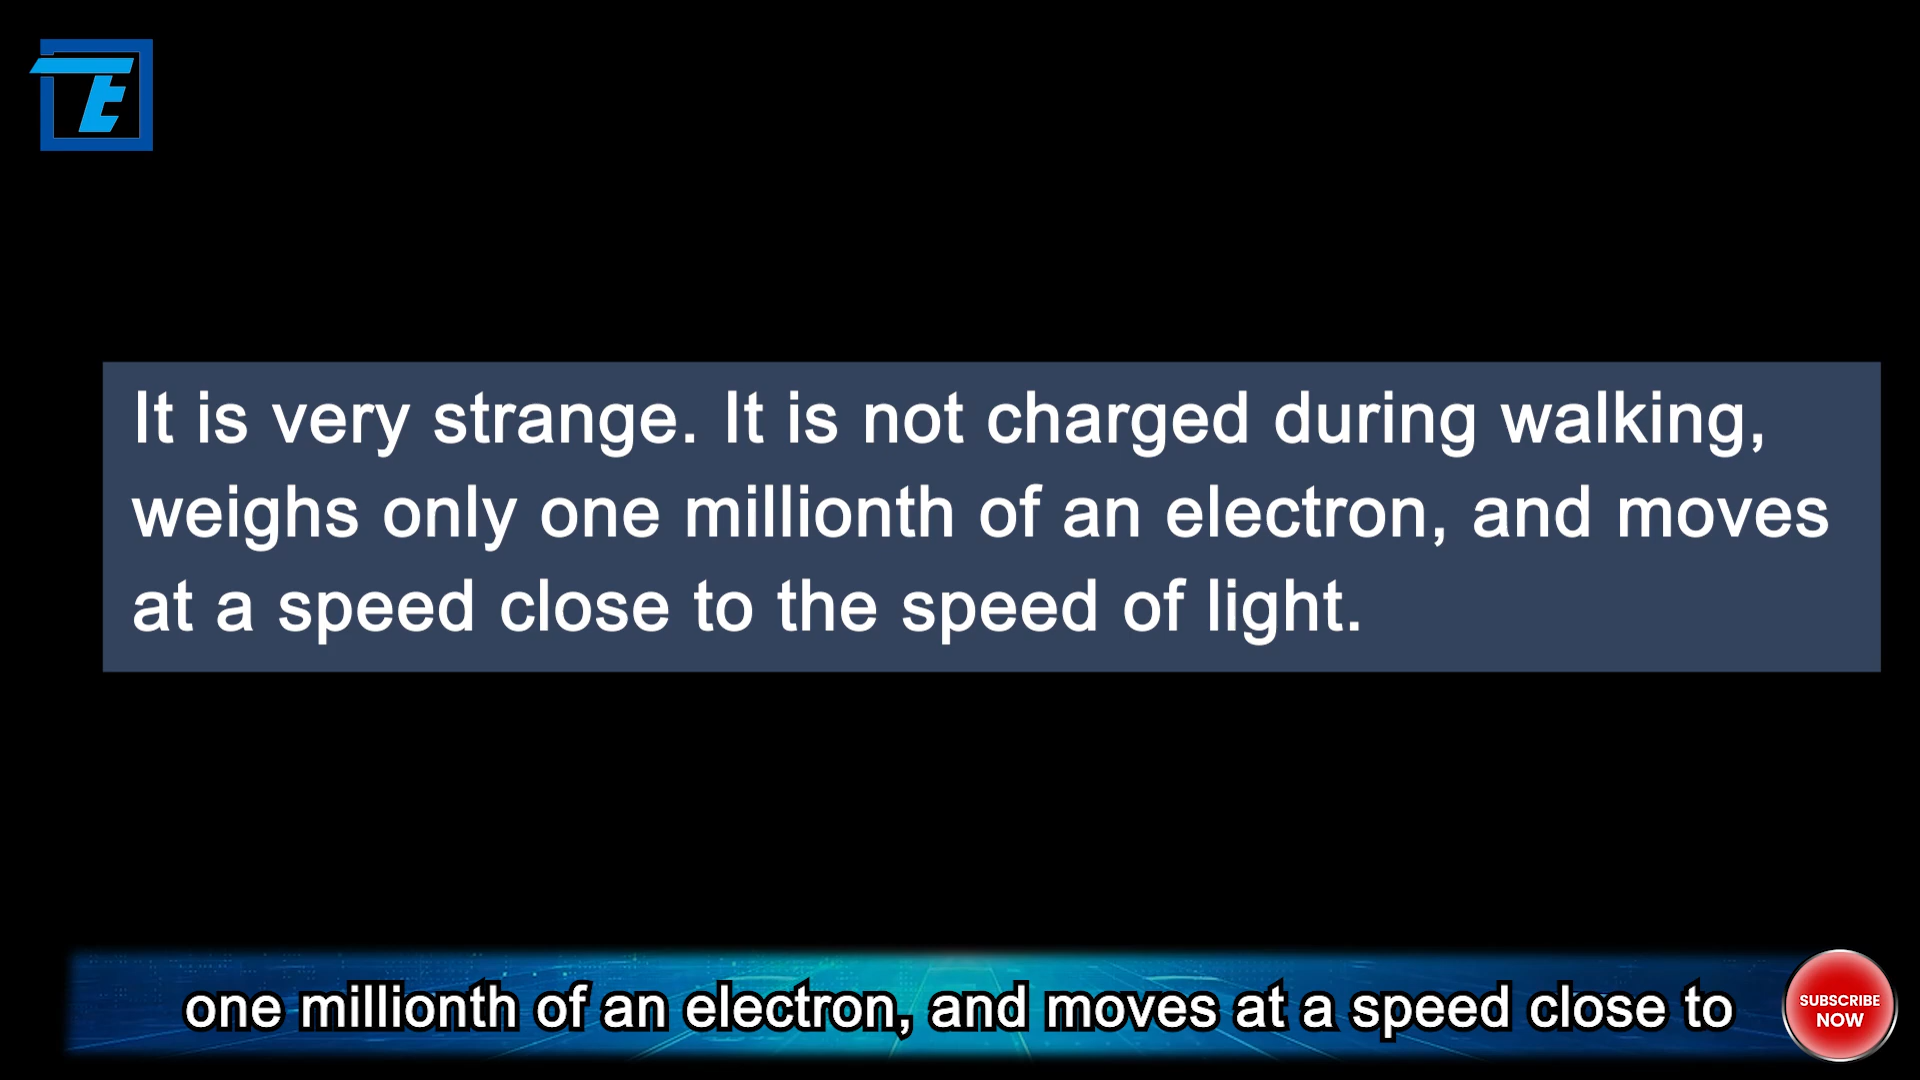 It is very strange. It is not charged during walking,
weighs only one millionth of an electron, and moves
at a speed close to the speed of light.
one millionth of an electron, and moves at a speed close to
SUBSCRIBE
NOW